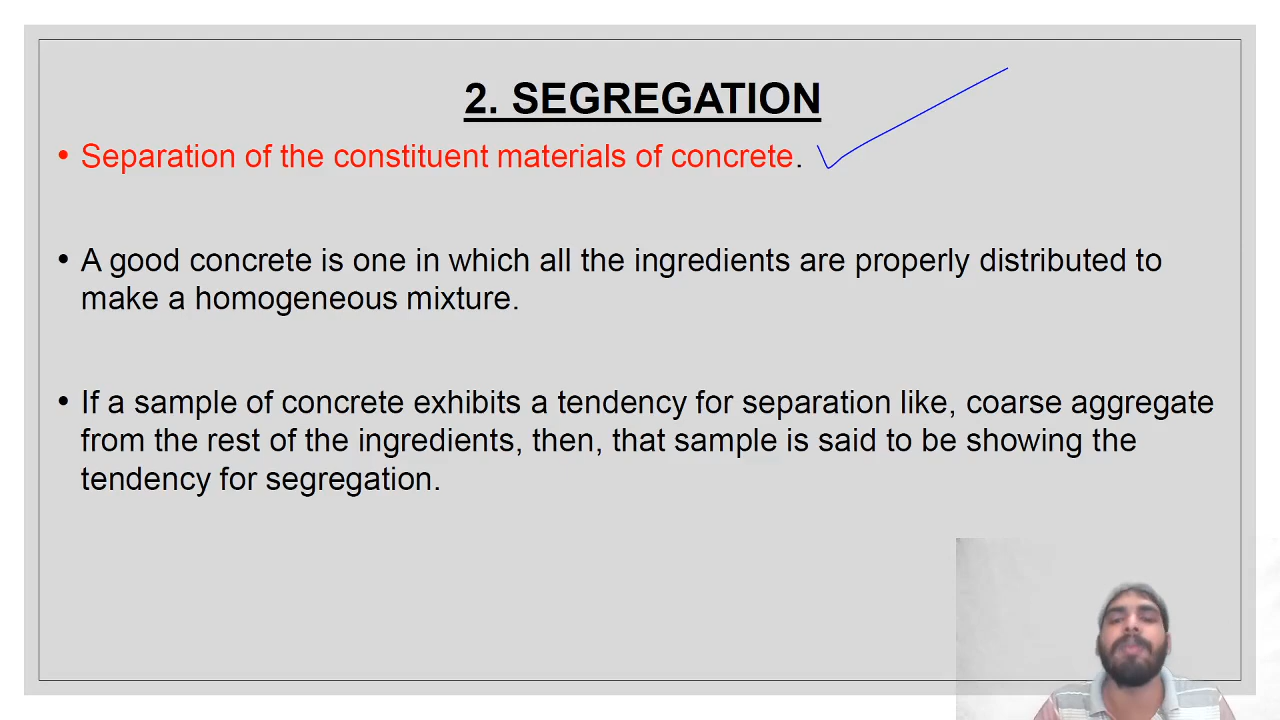 2. SEGREGATION
• Separation of the constituent materials of concrete.
• A good concrete is one in which all the ingredients are properly distributed to
make a homogeneous mixture.
• If a sample of concrete exhibits a tendency for separation like, coarse aggregate
from the rest of the ingredients, then, that sample is said to be showing the
tendency for segregation.